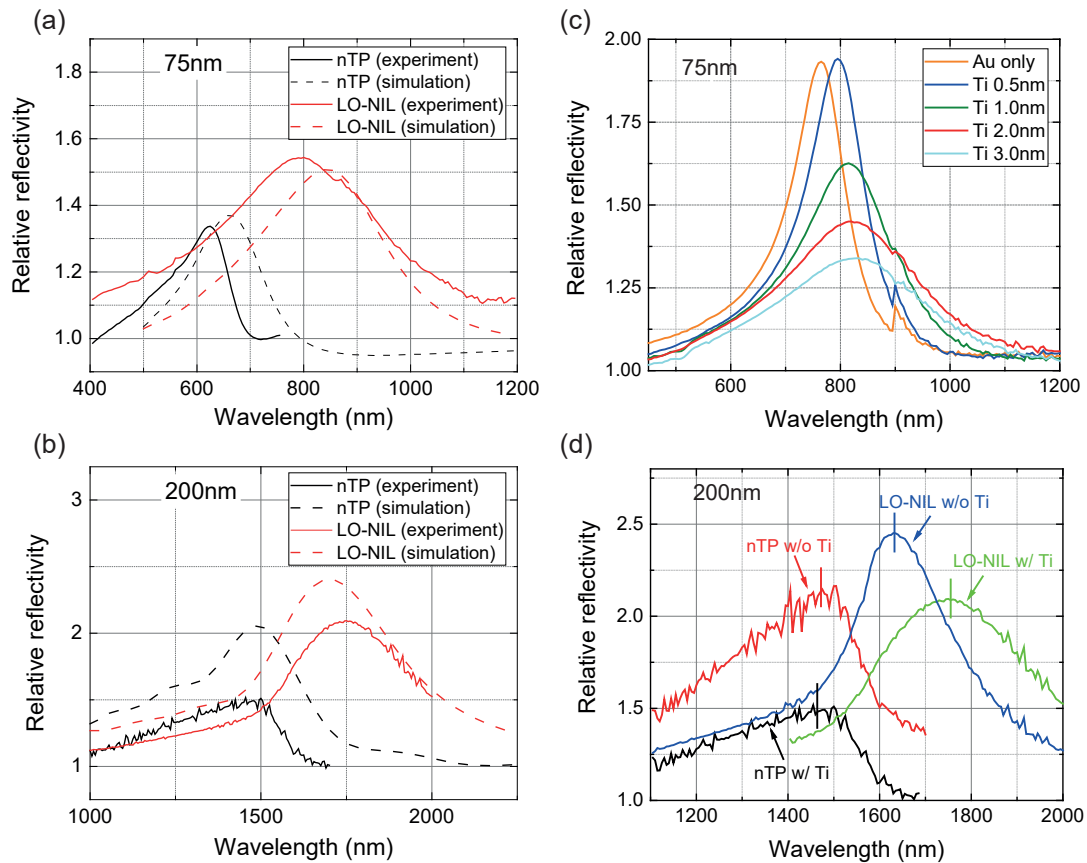 (a)
75nm
nTP (experiment)
nTP (simulation)
LO-NIL (experiment)
LO-NIL (simulation)
1.8
1.6
1.4
1.2
1.0
Relative reflectivity
400
600
800
1000
1200
Wavelength (nm)
(c)
75nm
Au only
Ti 0.5nm
Ti 1.0nm
Ti 2.0nm
Ti 3.0nm
2.00
1.75
1.50
1.25
1.00
Relative reflectivity
600
800
1000
1200
Wavelength (nm)
(b)
200nm
nTP (experiment)
nTP (simulation)
LO-NIL (experiment)
LO-NIL (simulation)
3
2
1
Relative reflectivity
1000
1500
2000
Wavelength (nm)
(d)
200nm
LO-NIL w/o Ti
nTP w/o Ti
LO-NIL w/ Ti
nTP w/ Ti
2.5
2.0
1.5
1.0
Relative reflectivity
1200
1400
1600
1800
2000
Wavelength (nm)